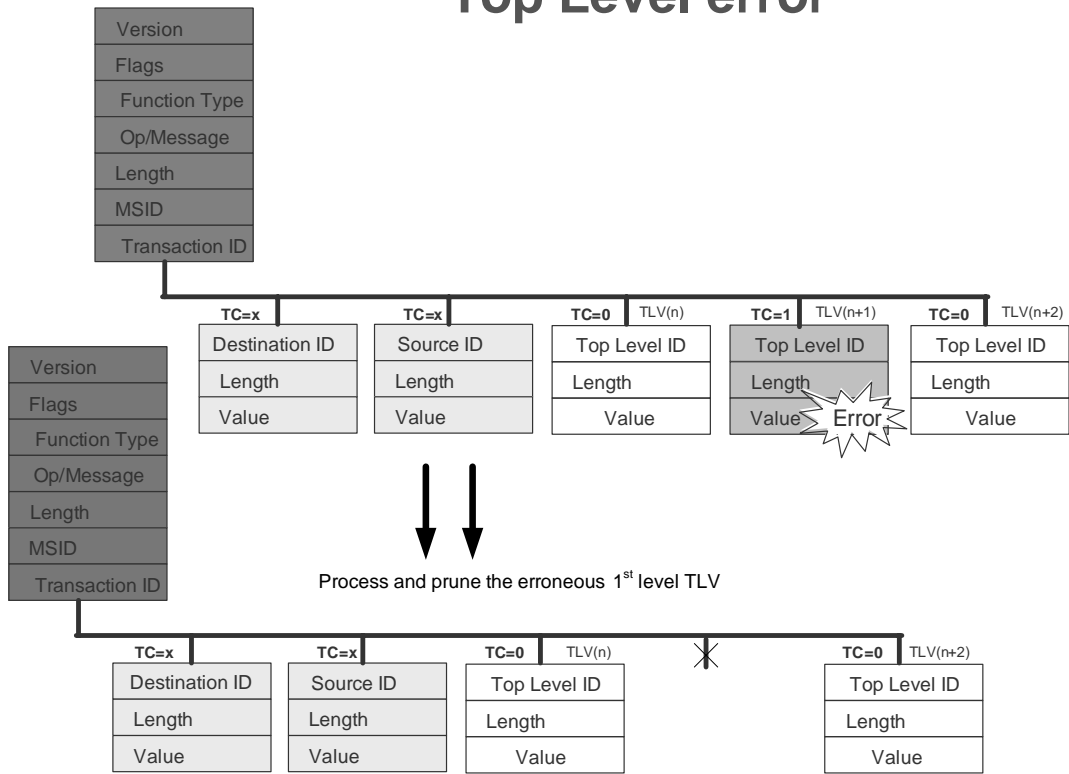 Top Level error
Version
Flags
Function Type
Op/Message
Length
MSID
Transaction ID
TC=x
Destination ID
Length
Value
TC=x
Source ID
Length
Value
TC=0 TLV(n)
Top Level ID
Length
Value
TC=1 TLV(n+1)
Top Level ID
Length
Value
Error
TC=0 TLV(n+2)
Top Level ID
Length
Value
Process and prune the erroneous 1st level TLV
Version
Flags
Function Type
Op/Message
Length
MSID
Transaction ID
TC=x
Destination ID
Length
Value
TC=x
Source ID
Length
Value
TC=0 TLV(n)
Top Level ID
Length
Value
TC=0 TLV(n+2)
Top Level ID
Length
Value